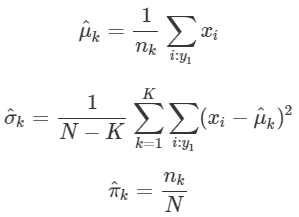 $\hat{\mu}_k = \frac{1}{n_k} \sum_{i:y_1} x_i$
$\hat{\sigma}_k = \frac{1}{N-K} \sum_{k=1}^{K} \sum_{i:y_1} (x_i - \hat{\mu}_k)^2$
$\hat{\pi}_k = \frac{n_k}{N}$